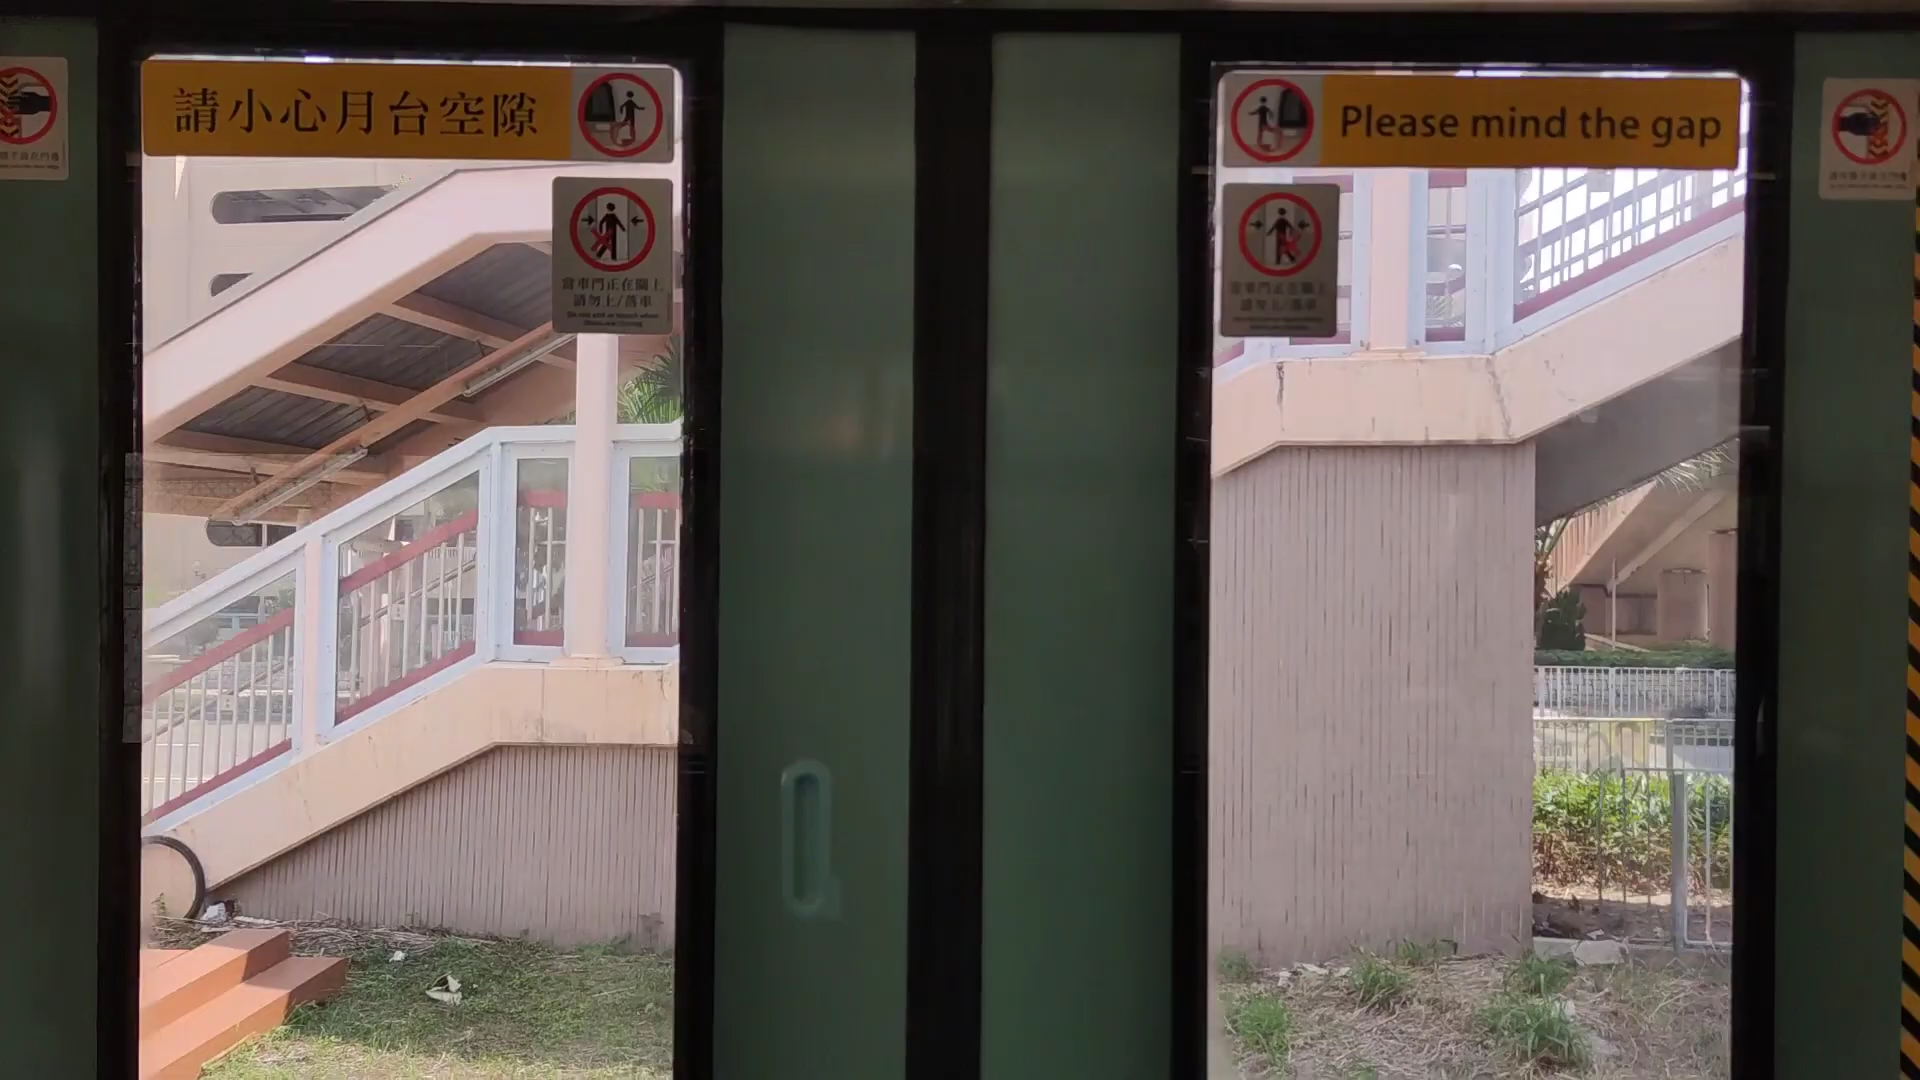 請小心月台空隙
Please mind the gap
當車門正在關上
請勿上/落車
當車門正在關上
請勿上/落車